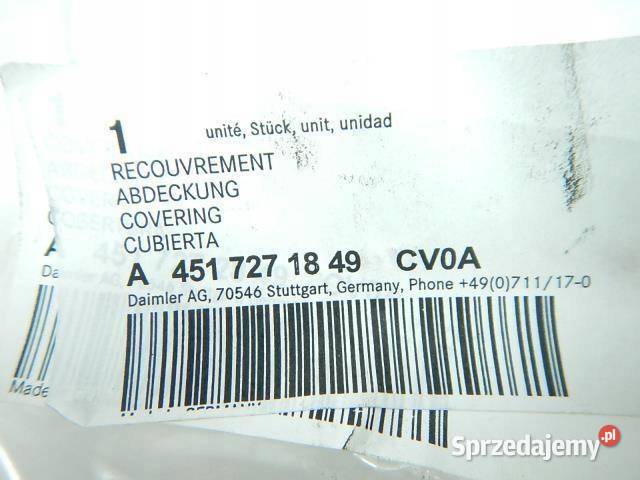 1 unité, Stück, unit, unidad
RECOUVREMENT
ABDECKUNG
COVERING
CUBIERTA
A 451 727 18 49 CV0A
Daimler AG, 70546 Stuttgart, Germany, Phone +49(0)711/17-0
Made
Sprzedajemy.pl